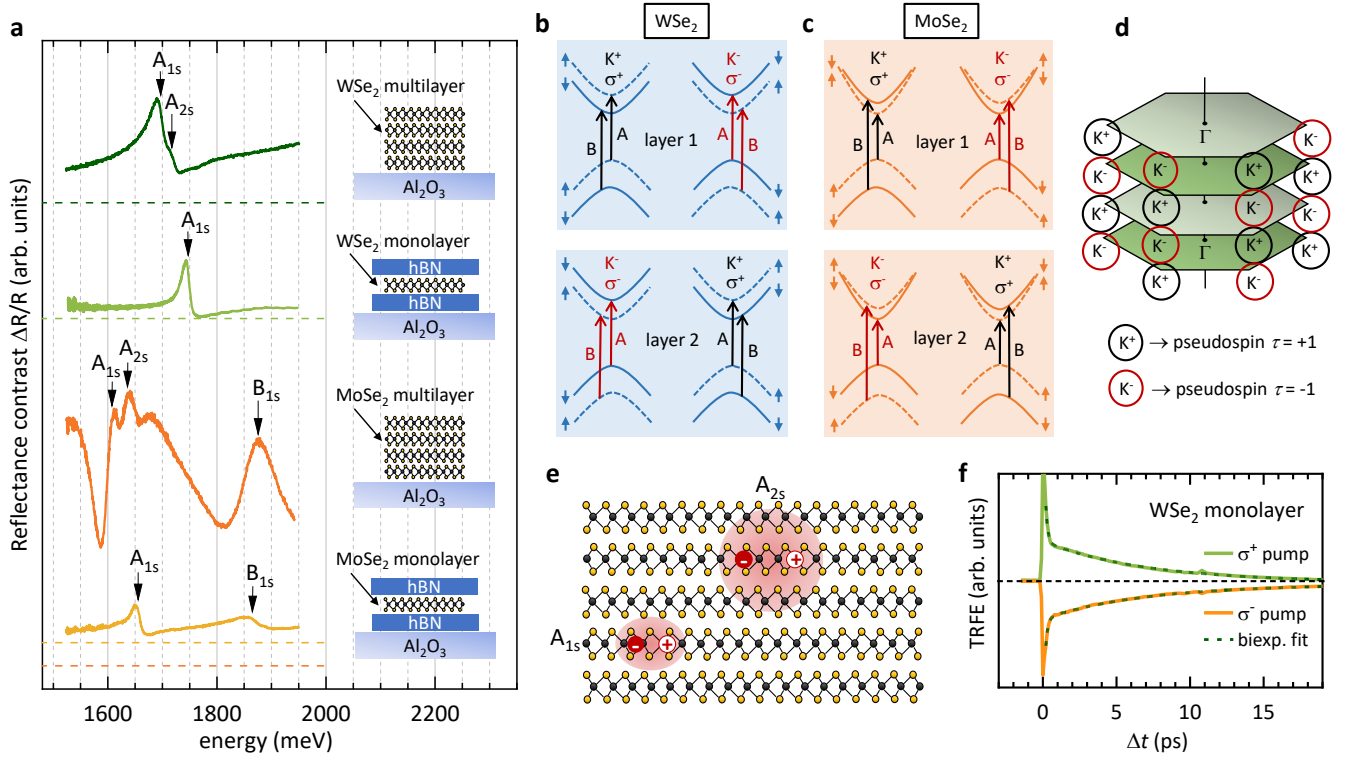 a
Reflectance contrast ΔR/R (arb. units)
A1s
A2s
WSe2 multilayer
Al2O3
A1s
WSe2 monolayer
hBN
hBN
Al2O3
A1s
A2s
B1s
MoSe2 multilayer
Al2O3
A1s
B1s
MoSe2 monolayer
hBN
hBN
Al2O3
1600 1800 2000 2200
energy (meV)
b
WSe2
K+
σ+
K-
σ-
B A layer 1 A B
K-
σ-
K+
σ+
B A layer 2 A B
c
MoSe2
K+
σ+
K-
σ-
B A layer 1 A B
K-
σ-
K+
σ+
B A layer 2 A B
d
Γ
K+ K-
K- K- K+ K+
K+ K+ K- K-
K- K- Γ K+ K+
K+ K-
K+ → pseudospin τ = +1
K- → pseudospin τ = -1
e
A2s
- +
A1s - +
f
TRFE (arb. units)
WSe2 monolayer
σ+ pump
σ- pump
biexp. fit
0 5 10 15
Δt (ps)